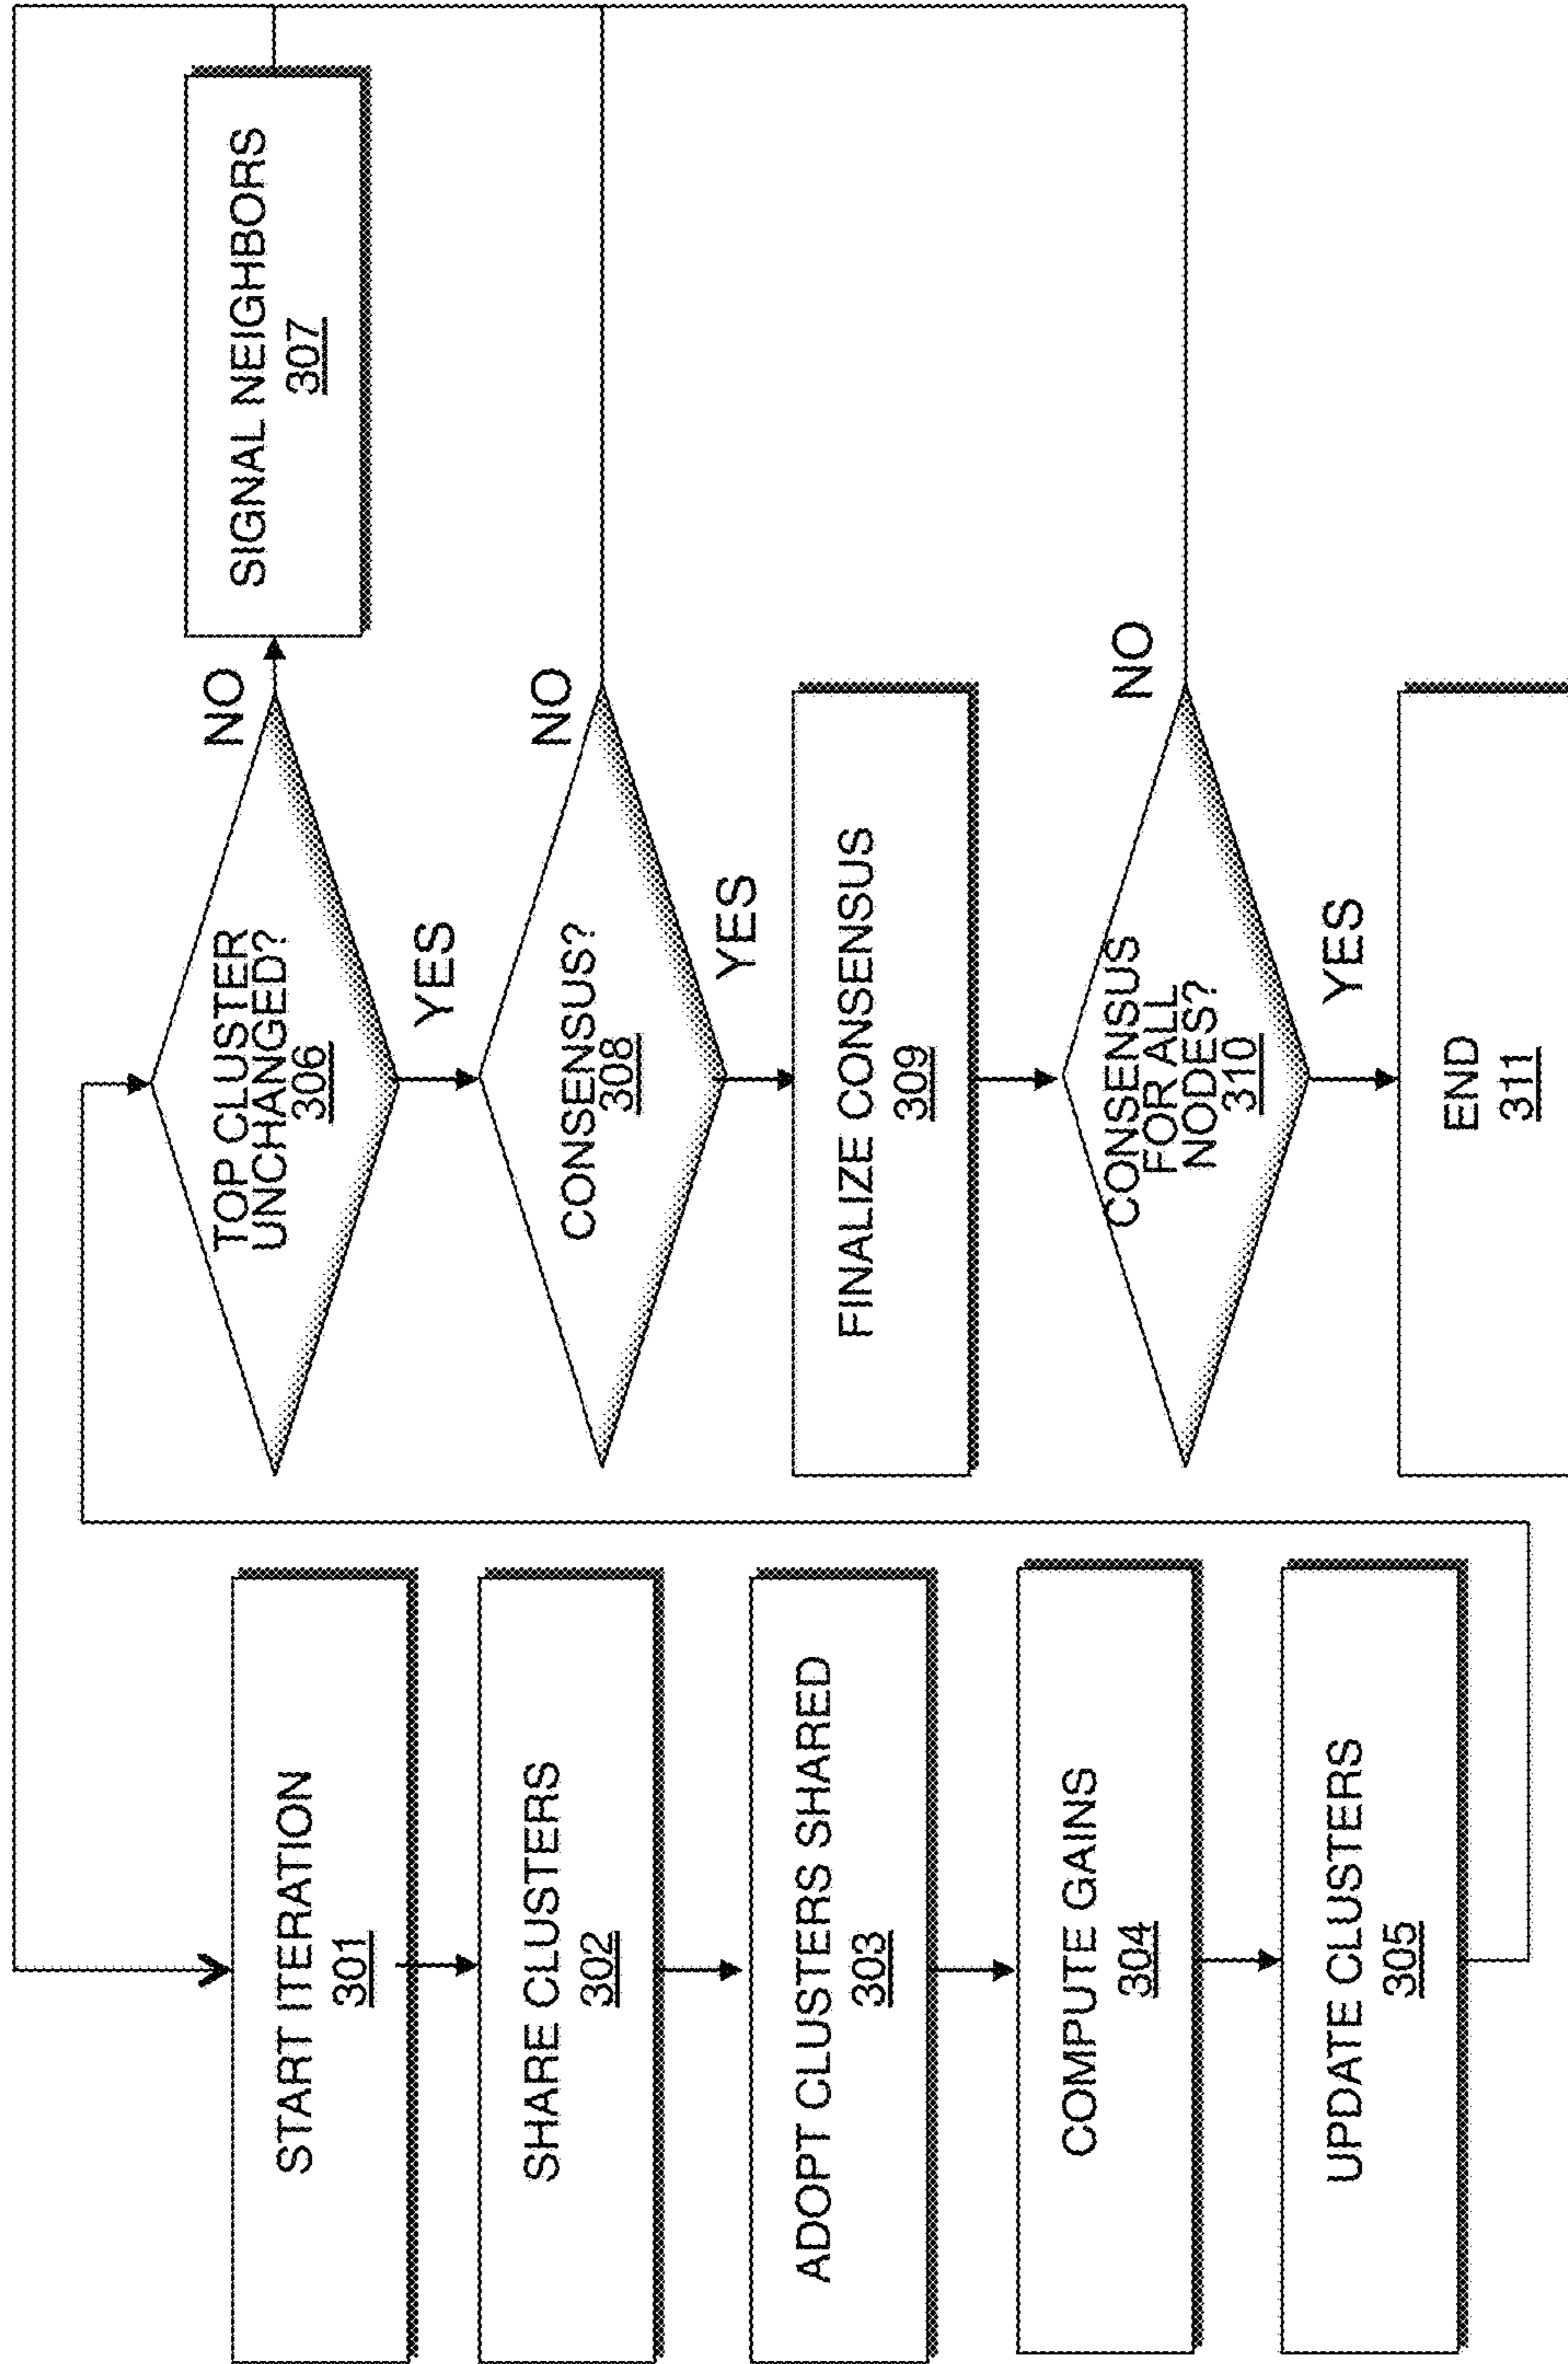 START ITERATION
301
SHARE CLUSTERS
302
ADOPT CLUSTERS SHARED
303
COMPUTE GAINS
304
UPDATE CLUSTERS
305
TOP CLUSTER
UNCHANGED?
306
NO
SIGNAL NEIGHBORS
307
YES
CONSENSUS?
308
NO
YES
FINALIZE CONSENSUS
309
CONSENSUS
FOR ALL
NODES?
310
NO
YES
END
311